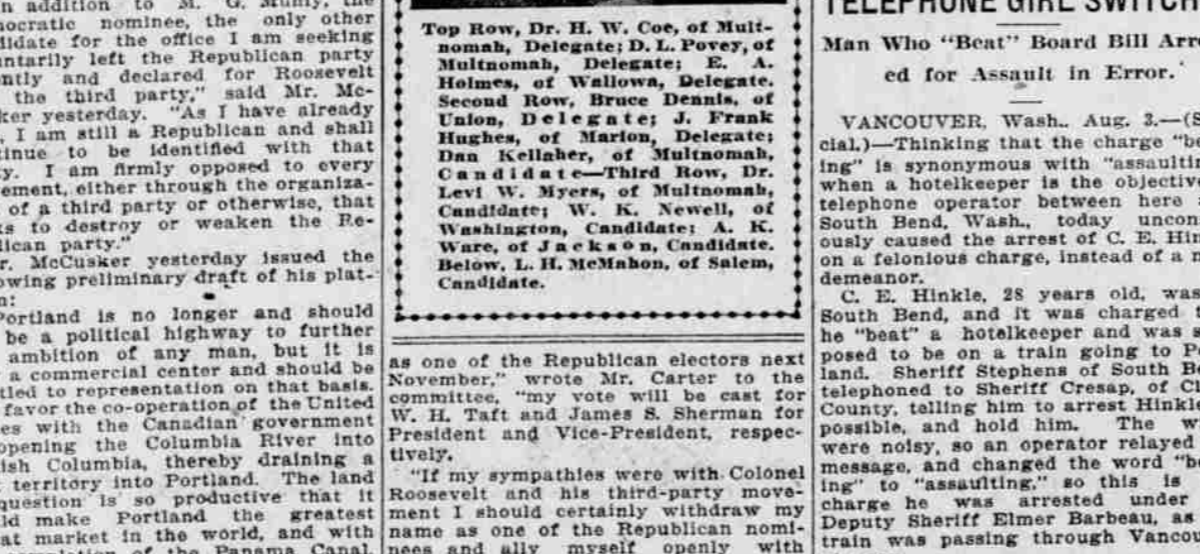 in addition to M. G. Munly, the
ocratic nominee, the only other
didate for the office I am seeking
untarily left the Republican party
ntly and declared for Roosevelt
the third party," said Mr. Mc-
ker yesterday. "As I have already
, I am still a Republican and shall
tinue to be identified with that
y. I am firmly opposed to every
ement, either through the organiza-
of a third party or otherwise, that
ks to destroy or weaken the Re-
lican party."
r. McCusker yesterday issued the
owing preliminary draft of his plat-
n:
Portland is no longer and should
be a political highway to further
ambition of any man, but it is
a commercial center and should be
tled to representation on that basis.
favor the co-operation of the United
es with the Canadian government
opening the Columbia River into
ish Columbia, thereby draining a
territory into Portland. The land
question is so productive that it
ld make Portland the greatest
at market in the world, and with
completion of the Panama Canal,
Top Row, Dr. H. W. Coe, of Mult-
nomah, Delegate; D. L. Povey, of
Multnomah, Delegate; E. A.
Holmes, of Wallowa, Delegate.
Second Row, Bruce Dennis, of
Union, Delegate; J. Frank
Hughes, of Marion, Delegate;
Dan Kellaher, of Multnomah,
Candidate—Third Row, Dr.
Levi W. Myers, of Multnomah,
Candidate; W. K. Newell, of
Washington, Candidate; A. K.
Ware, of Jackson, Candidate.
Below, L. H. McMahon, of Salem,
Candidate.
as one of the Republican electors next
November," wrote Mr. Carter to the
committee, "my vote will be cast for
W. H. Taft and James S. Sherman for
President and Vice-President, respec-
tively.
"If my sympathies were with Colonel
Roosevelt and his third-party move-
ment I should certainly withdraw my
name as one of the Republican nomi-
nees and ally myself openly with
TELEPHONE GIRL SWITCH
Man Who "Beat" Board Bill Arre
ed for Assault in Error.
VANCOUVER, Wash., Aug. 3.—(S
cial.)—Thinking that the charge "be
ing" is synonymous with "assaultin
when a hotelkeeper is the objective
telephone operator between here
South Bend, Wash., today uncon
ously caused the arrest of C. E. Hin
on a felonious charge, instead of a m
demeanor.
C. E. Hinkle, 28 years old, was
South Bend, and it was charged t
he "beat" a hotelkeeper and was s
posed to be on a train going to Po
land. Sheriff Stephens of South Be
telephoned to Sheriff Cresap, of Cl
County, telling him to arrest Hinkle
possible, and hold him. The w
were noisy, so an operator relayed
message, and changed the word "be
ing" to "assaulting," so this is
charge he was arrested under
Deputy Sheriff Elmer Barbeau, as
train was passing through Vancou